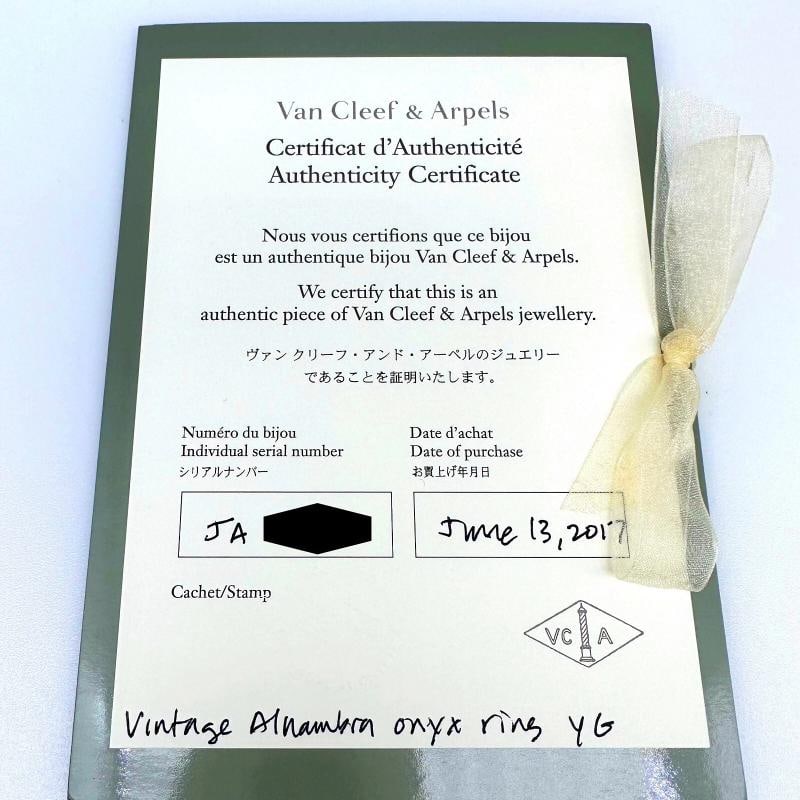 Van Cleef & Arpels
Certificat d'Authenticité
Authenticity Certificate
Nous vous certifions que ce bijou
est un authentique bijou Van Cleef & Arpels.
We certify that this is an
authentic piece of Van Cleef & Arpels jewellery.
ヴァン クリーフ・アンド・アーペルのジュエリー
であることを証明いたします。
Numéro du bijou
Individual serial number
シリアルナンバー
JA
Date d'achat
Date of purchase
お買上げ年月日
June 13, 2017
Cachet/Stamp
VC A
Vintage Alhambra onyx ring YG